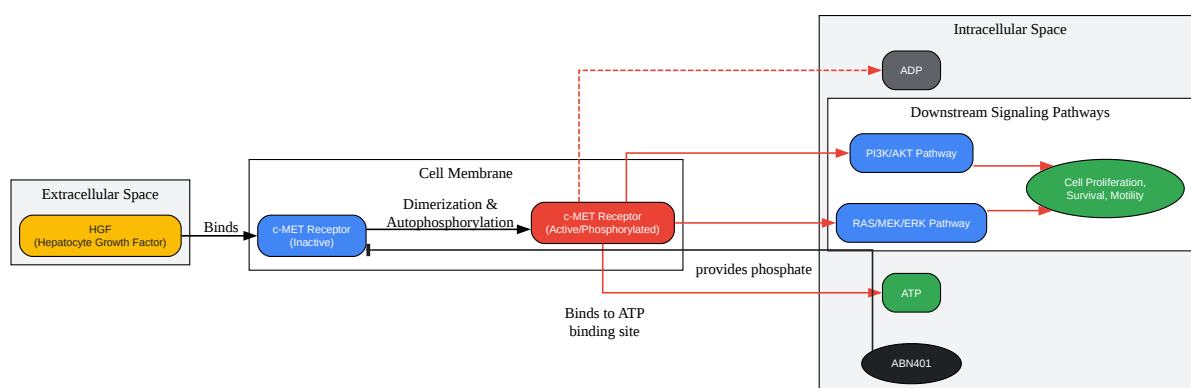 Extracellular Space
HGF
(Hepatocyte Growth Factor)
Binds
Cell Membrane
c-MET Receptor
(Inactive)
Dimerization &
Autophosphorylation
c-MET Receptor
(Active/Phosphorylated)
provides phosphate
Binds to ATP
binding site
Intracellular Space
ADP
Downstream Signaling Pathways
PI3K/AKT Pathway
RAS/MEK/ERK Pathway
Cell Proliferation,
Survival, Motility
ATP
ABN401